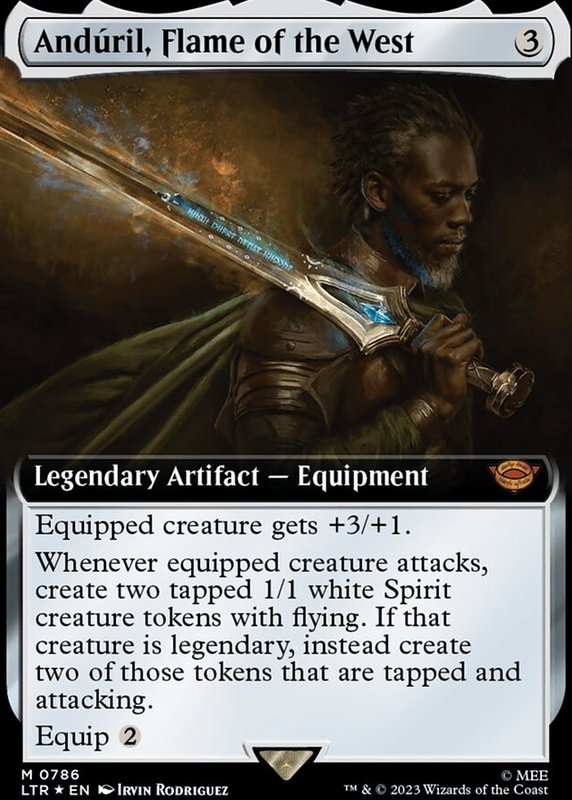 Andúril, Flame of the West 3
Legendary Artifact — Equipment
Equipped creature gets +3/+1.
Whenever equipped creature attacks,
create two tapped 1/1 white Spirit
creature tokens with flying. If that
creature is legendary, instead create
two of those tokens that are tapped and
attacking.
Equip 2
M 0786
LTR ★ EN Irvin Rodriguez
© MEE
™ & © 2023 Wizards of the Coast